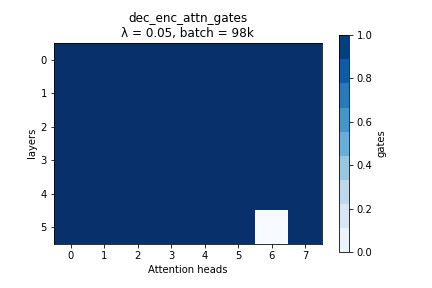 dec_enc_attn_gates
λ = 0.05, batch = 98k
layers
0
1
2
3
4
5
0 1 2 3 4 5 6 7
Attention heads
1.0
0.8
0.6
0.4
0.2
0.0
gates